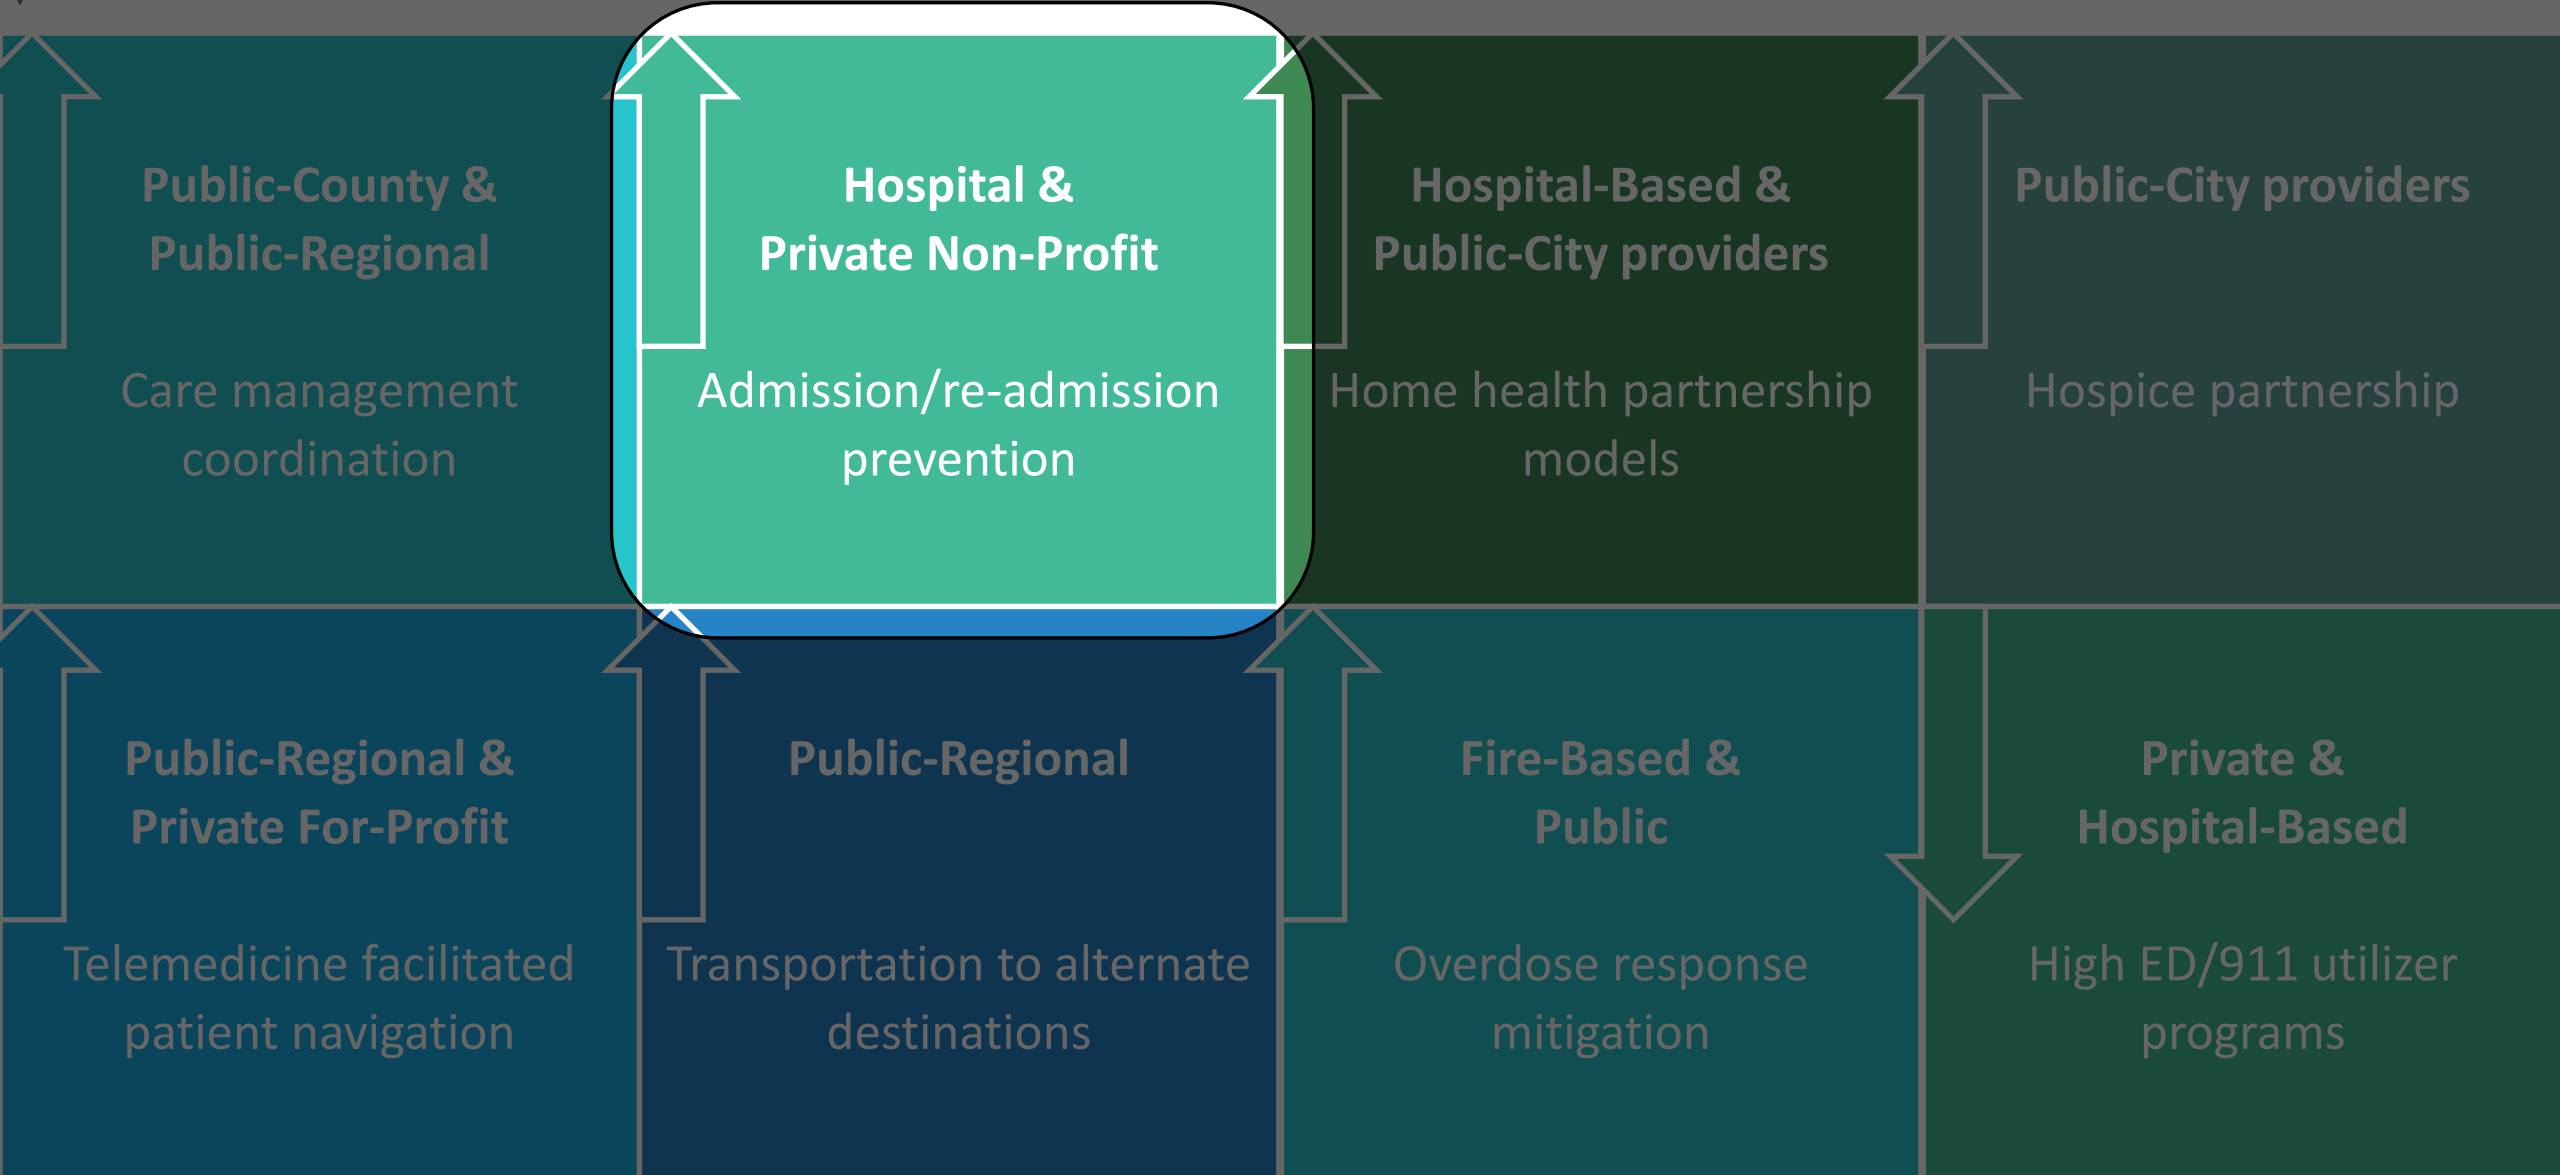 Public-County &
Public-Regional
Care management
coordination
Hospital &
Private Non-Profit
Admission/re-admission
prevention
Hospital-Based &
Public-City providers
Home health partnership
models
Public-City providers
Hospice partnership
Public-Regional &
Private For-Profit
Telemedicine facilitated
patient navigation
Public-Regional
Transportation to alternate
destinations
Fire-Based &
Public
Overdose response
mitigation
Private &
Hospital-Based
High ED/911 utilizer
programs